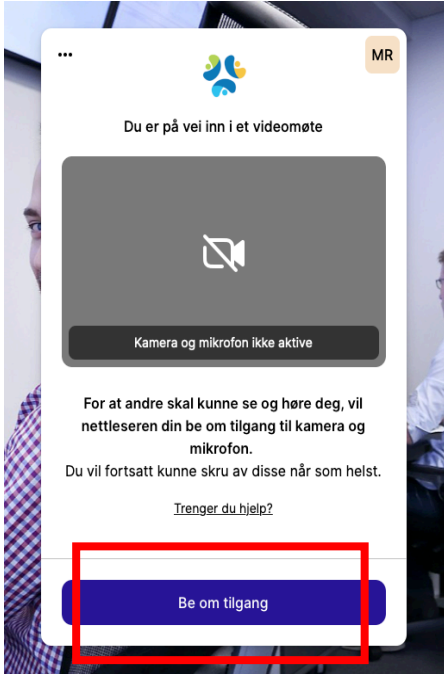 •••
MR
Du er på vei inn i et videomøte
Kamera og mikrofon ikke aktive
For at andre skal kunne se og høre deg, vil
nettleseren din be om tilgang til kamera og
mikrofon.
Du vil fortsatt kunne skru av disse når som helst.
Trenger du hjelp?
Be om tilgang